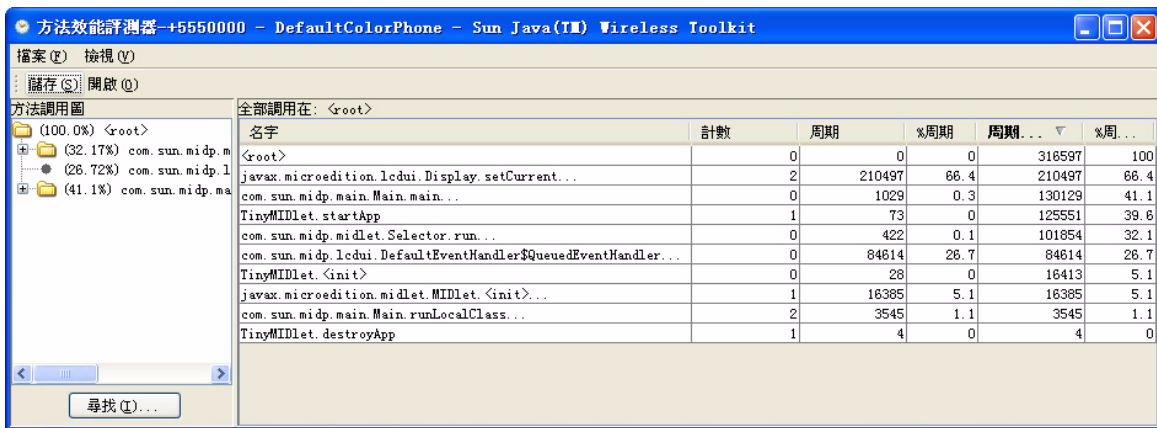 方法效能評測器-+5550000 - DefaultColorPhone - Sun Java(TM) Wireless Toolkit
檔案(F) 檢視(V)
儲存(S) 開啟(O)
方法調用圖
(100.0%) <root>
(32.17%) com.sun.midp.m
(26.72%) com.sun.midp.l
(41.1%) com.sun.midp.ma
尋找(I)...
全部調用在: <root>
名字 計數 周期 %周期 周期... %周...
<root> 0 0 0 316597 100
javax.microedition.lcdui.Display.setCurrent... 2 210497 66.4 210497 66.4
com.sun.midp.main.Main.main... 0 1029 0.3 130129 41.1
TinyMIDlet.startApp 1 73 0 125551 39.6
com.sun.midp.midlet.Selector.run... 0 422 0.1 101854 32.1
com.sun.midp.lcdui.DefaultEventHandler$QueuedEventHandler... 0 84614 26.7 84614 26.7
TinyMIDlet.<init> 0 28 0 16413 5.1
javax.microedition.midlet.MIDlet.<init>... 1 16385 5.1 16385 5.1
com.sun.midp.main.Main.runLocalClass... 2 3545 1.1 3545 1.1
TinyMIDlet.destroyApp 1 4 0 4 0